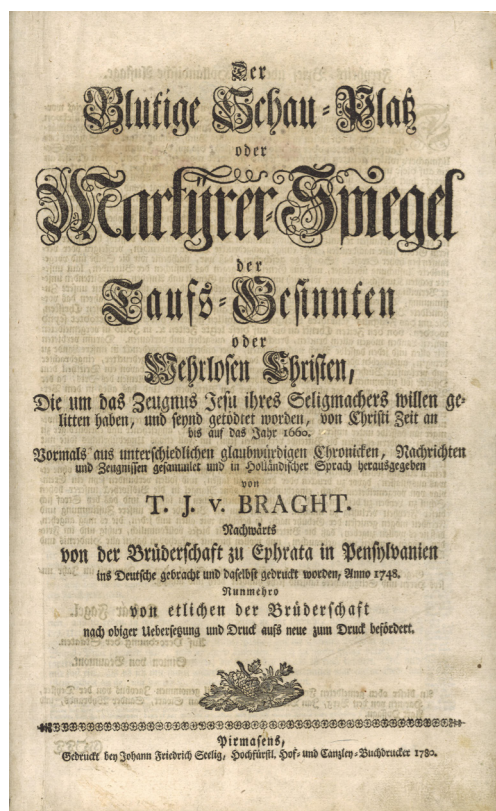 Der
Blutige Schau-Platz
oder
Martÿrer-Spiegel
der
Taufs-Gesinnten
oder
Wehrlosen Christen,
Die um das Zeugnus Jesu ihres Seligmachers willen ge-
litten haben, und seynd getödtet worden, von Christi Zeit an
bis auf das Jahr 1660.
Vormals aus unterschiedlichen glaubwürdigen Chronicken, Nachrichten
und Zeugnissen gesammlet und in Holländischer Sprach herausgegeben
von
T. J. v. BRAGHT.
Nachwärts
von der Brüderschaft zu Ephrata in Pensylvanien
ins Deutsche gebracht und daselbst gedruckt worden, Anno 1748.
Nunmehro
von etlichen der Brüderschaft
nach obiger Uebersetzung und Druck aufs neue zum Druck befördert.
Pirmasens,
Gedruckt bey Johann Friedrich Seelig, Hochfürstl. Hof- und Canzley-Buchdrucker 1780.